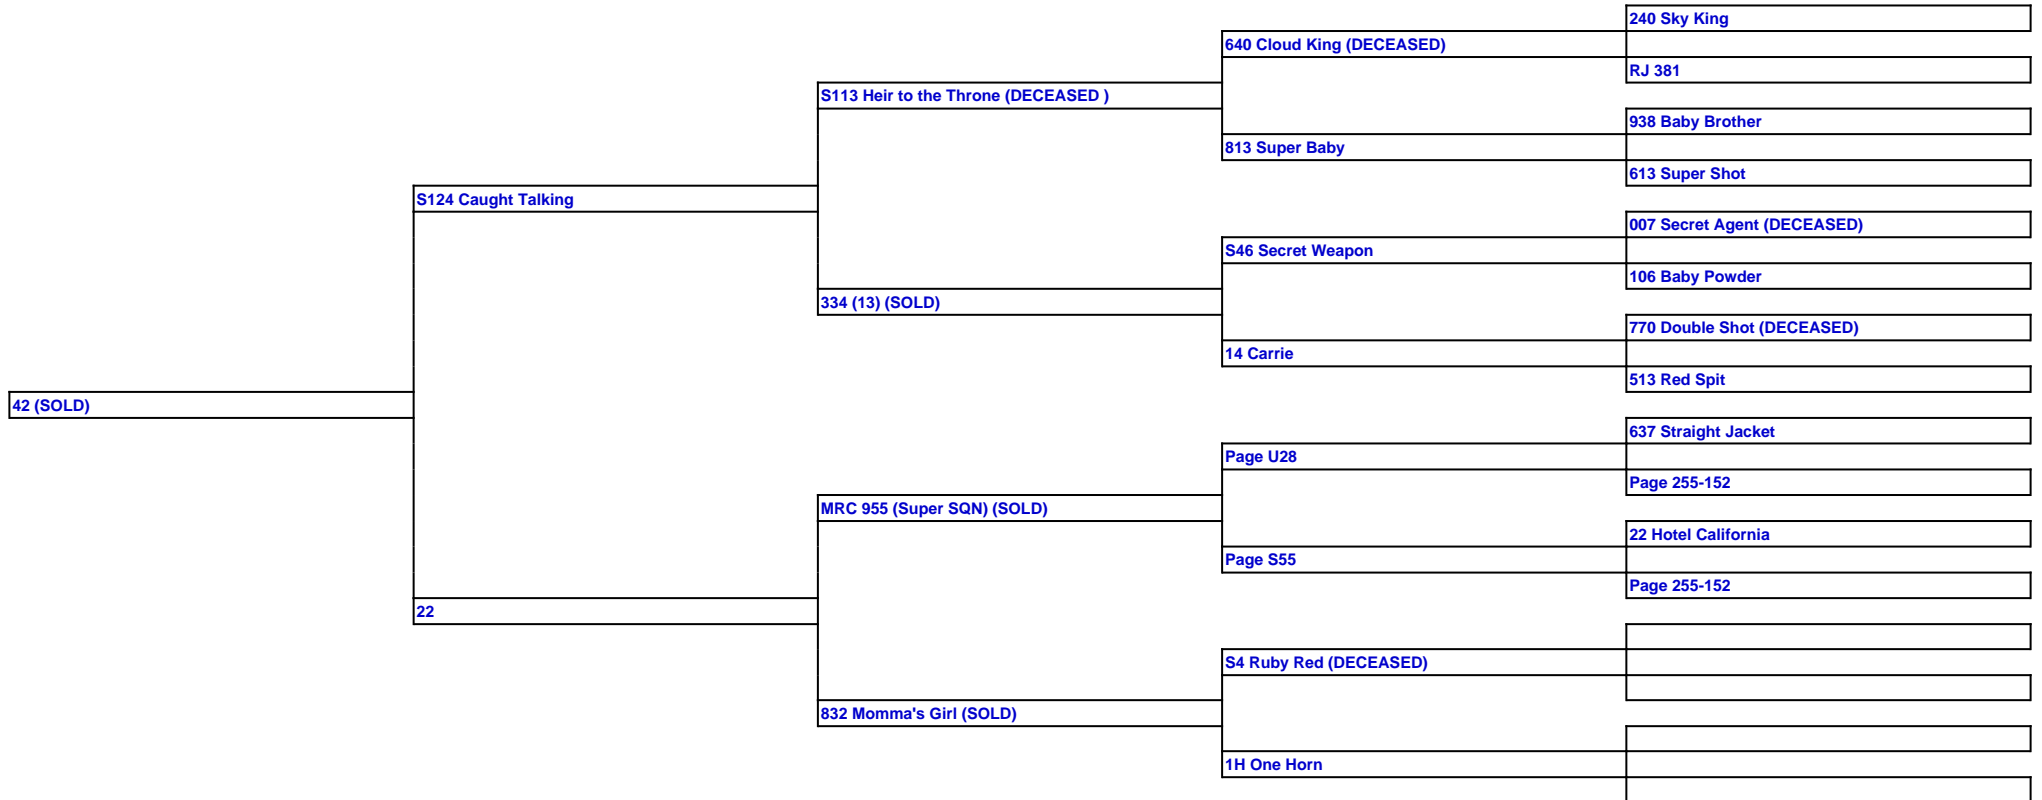 240 Sky King
640 Cloud King (DECEASED)
RJ 381
S113 Heir to the Throne (DECEASED )
938 Baby Brother
813 Super Baby
613 Super Shot
S124 Caught Talking
007 Secret Agent (DECEASED)
S46 Secret Weapon
106 Baby Powder
334 (13) (SOLD)
770 Double Shot (DECEASED)
14 Carrie
513 Red Spit
42 (SOLD)
637 Straight Jacket
Page U28
Page 255-152
MRC 955 (Super SQN) (SOLD)
22 Hotel California
Page S55
Page 255-152
22
S4 Ruby Red (DECEASED)
832 Momma's Girl (SOLD)
1H One Horn